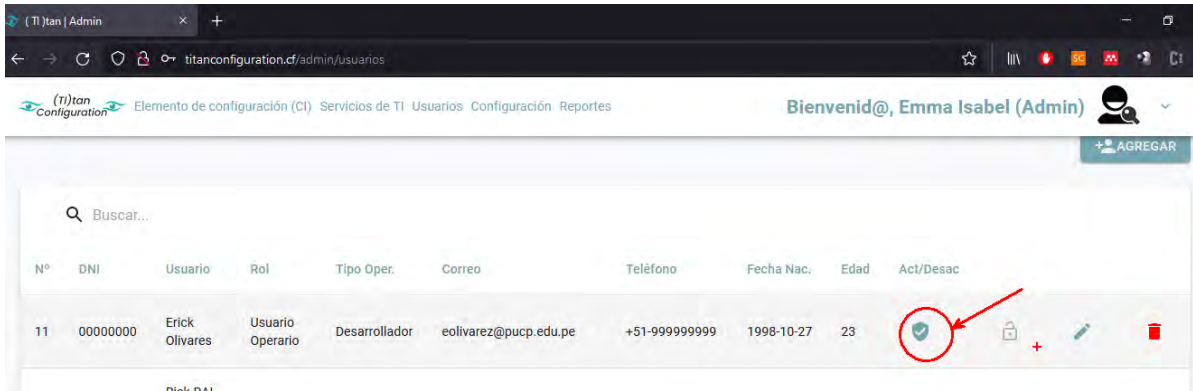 (TI)tan | Admin
titanconfiguration.cf/admin/usuarios
(TI)tan
Configuration
Elemento de configuración (CI) Servicios de TI Usuarios Configuración Reportes
Bienvenid@, Emma Isabel (Admin)
AGREGAR
Buscar...
Nº DNI Usuario Rol Tipo Oper. Correo Teléfono Fecha Nac. Edad Act/Desac
11 00000000 Erick Olivares Usuario Operario Desarrollador eolivarez@pucp.edu.pe +51-999999999 1998-10-27 23